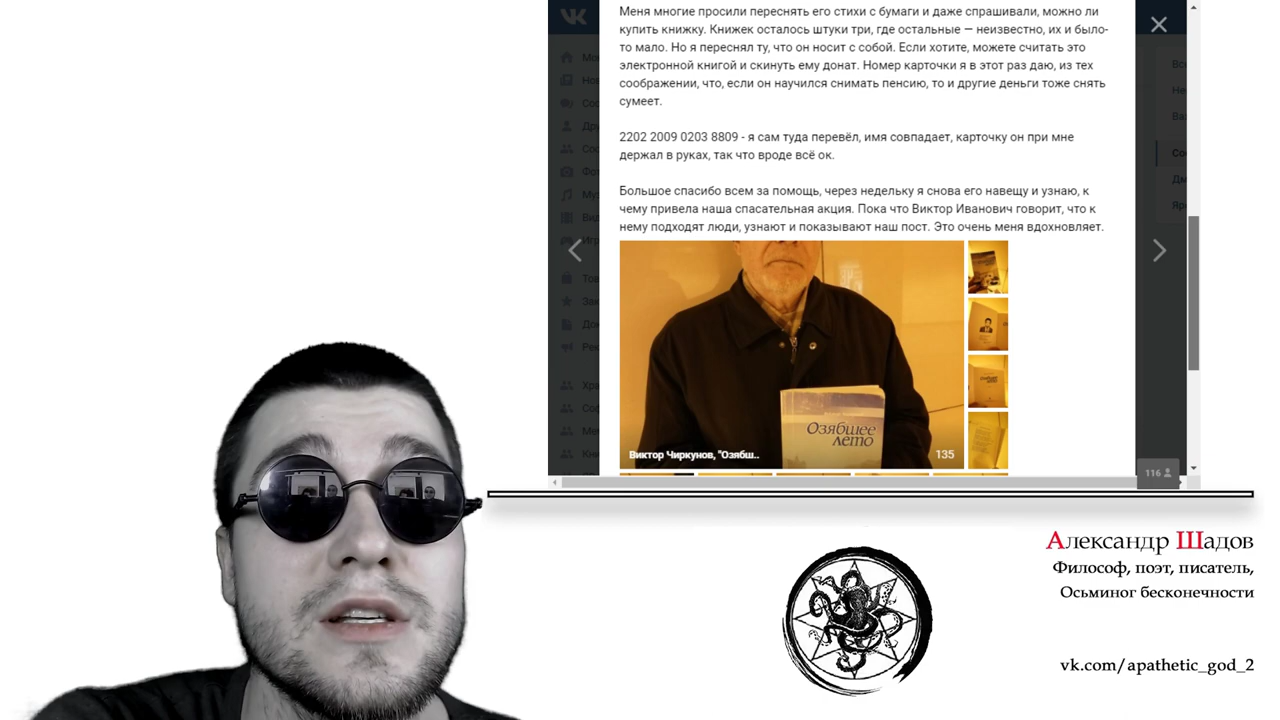 Меня многие просили переснять его стихи с бумаги и даже спрашивали, можно ли
купить книжку. Книжек осталось штуки три, где остальные — неизвестно, их и было-
то мало. Но я переснял ту, что он носит с собой. Если хотите, можете считать это
электронной книгой и скинуть ему донат. Номер карточки я в этот раз даю, из тех
соображении, что, если он научился снимать пенсию, то и другие деньги тоже снять
сумеет.
2202 2009 0203 8809 - я сам туда перевёл, имя совпадает, карточку он при мне
держал в руках, так что вроде всё ок.
Большое спасибо всем за помощь, через недельку я снова его навещу и узнаю, к
чему привела наша спасательная акция. Пока что Виктор Иванович говорит, что к
нему подходят люди, узнают и показывают наш пост. Это очень меня вдохновляет.
Озябшее
лето
Виктор Чиркунов, "Озябш..
135
116
Александр Шадов
Философ, поэт, писатель,
Осьминог бесконечности
vk.com/apathetic_god_2